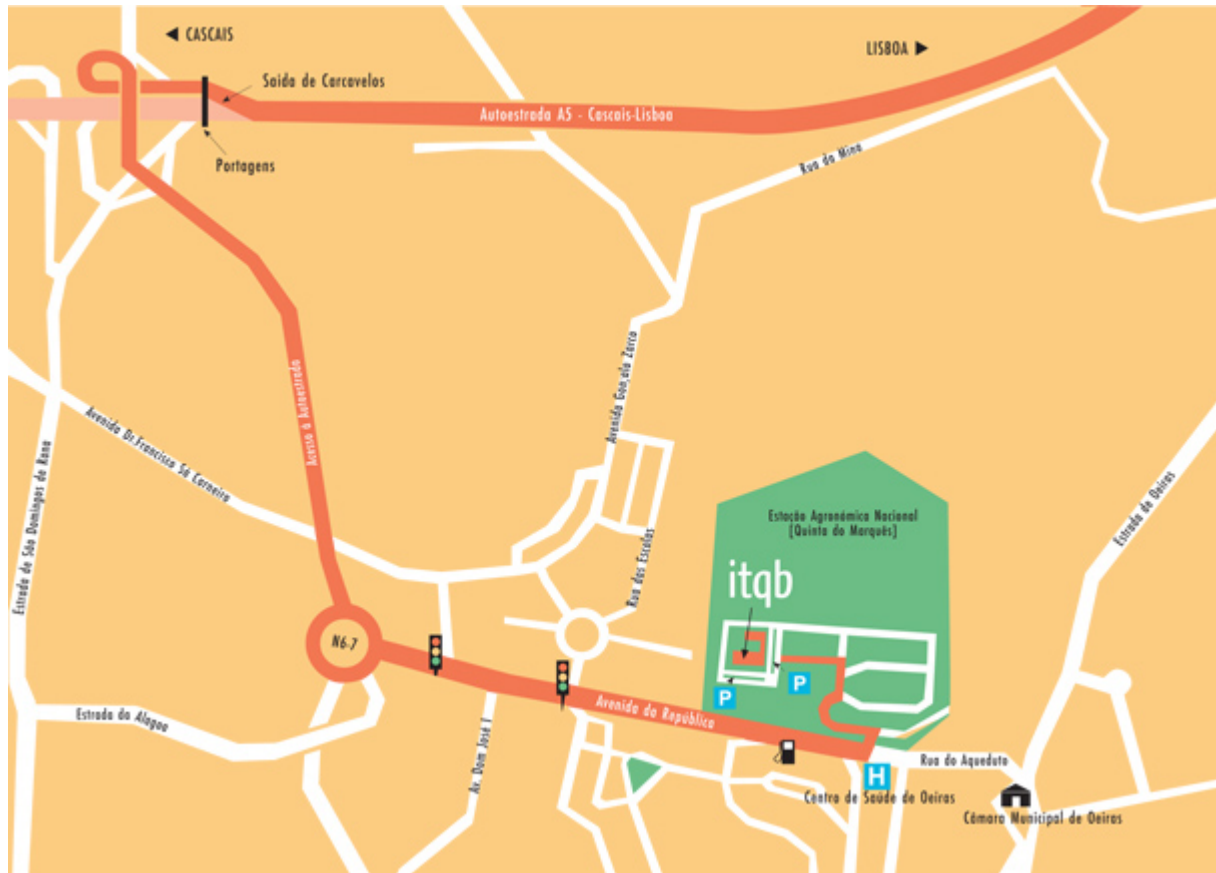 ◄ CASCAIS
LISBOA ►
Saida de Carcavelos
Autoestrada A5 - Cascais-Lisboa
Portagens
Rua da Mina
Avenida Gon,alo Zarco
Acesso à Autoestrada
Avenida Dr.Francisco Sá Carneiro
Estrada de São Domingos de Rana
Estrada de Oeiras
Estação Agronómica Nacional
[Quinta do Marquês]
itqb
Rua das Escolas
N6-7
P
P
Avenida da República
Estrada da Alagoa
Av. Dom José I
Rua do Aqueduto
H
Centro de Saúde de Oeiras
Câmara Municipal de Oeiras